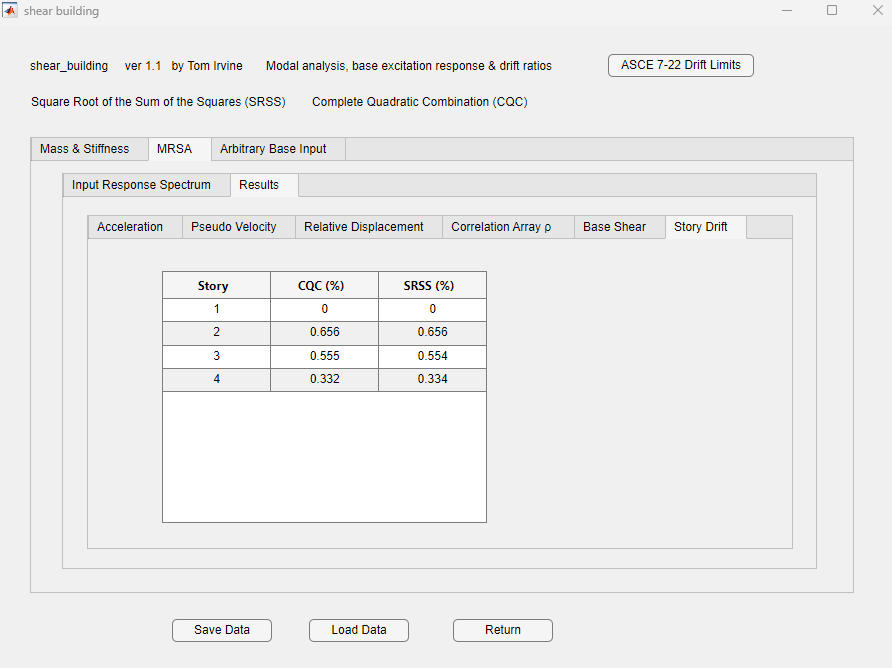 shear building
shear_building ver 1.1 by Tom Irvine Modal analysis, base excitation response & drift ratios ASCE 7-22 Drift Limits
Square Root of the Sum of the Squares (SRSS) Complete Quadratic Combination (CQC)
Mass & Stiffness MRSA Arbitrary Base Input
Input Response Spectrum Results
Acceleration Pseudo Velocity Relative Displacement Correlation Array ρ Base Shear Story Drift
Story CQC (%) SRSS (%)
1 0 0
2 0.656 0.656
3 0.555 0.554
4 0.332 0.334
Save Data Load Data Return